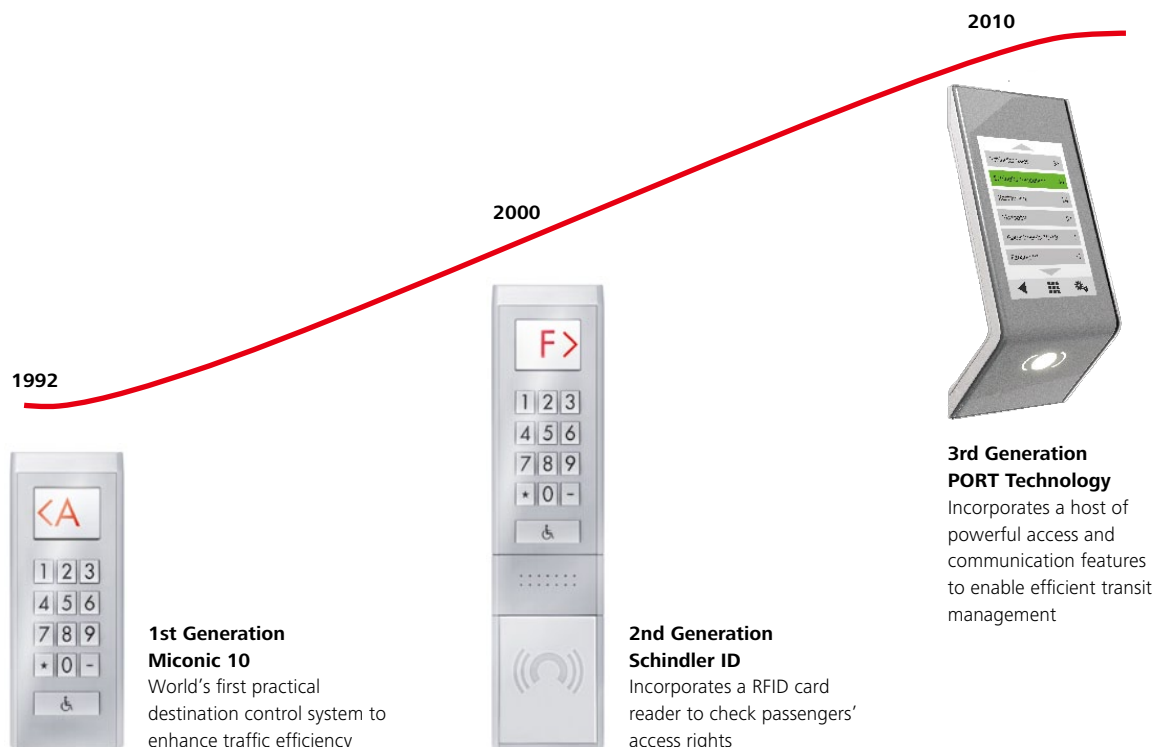 2010
2000
1992
<A
1 2 3
4 5 6
7 8 9
* 0 -
1st Generation
Miconic 10
World's first practical
destination control system to
enhance traffic efficiency
F>
1 2 3
4 5 6
7 8 9
* 0 -
2nd Generation
Schindler ID
Incorporates a RFID card
reader to check passengers'
access rights
3rd Generation
PORT Technology
Incorporates a host of
powerful access and
communication features
to enable efficient transit
management